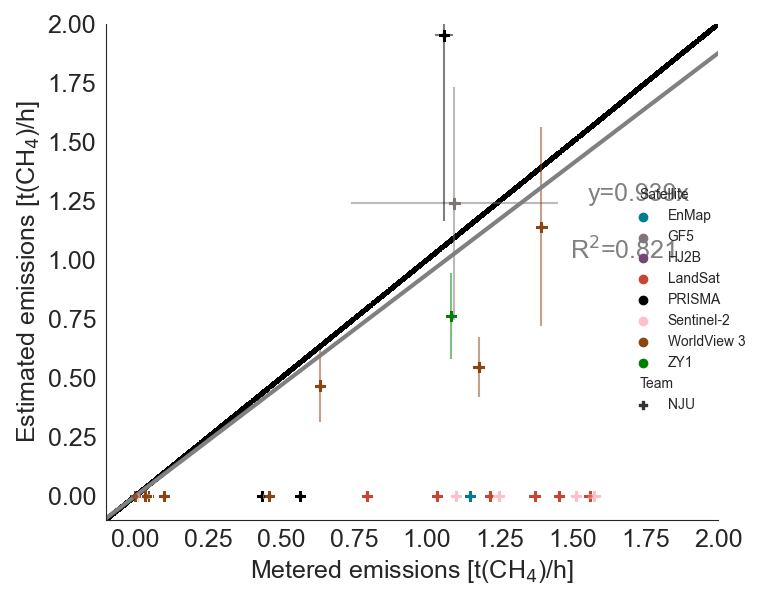 2.00
1.75
1.50
1.25
1.00
0.75
0.50
0.25
0.00
Estimated emissions [t(CH₄)/h]
y=0.939x
R²=0.821
Satellite
EnMap
GF5
HJ2B
LandSat
PRISMA
Sentinel-2
WorldView 3
ZY1
Team
NJU
0.00 0.25 0.50 0.75 1.00 1.25 1.50 1.75 2.00
Metered emissions [t(CH₄)/h]